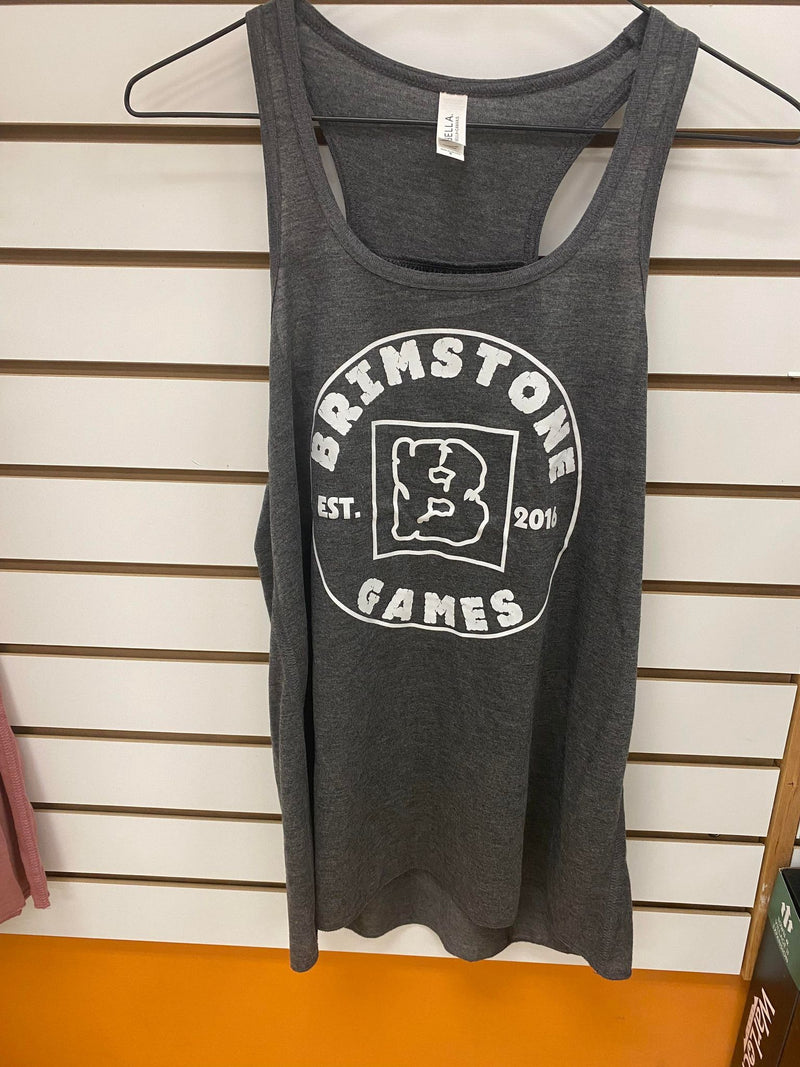 BELLA.
BRIMSTONE
B
EST. 2016
GAMES